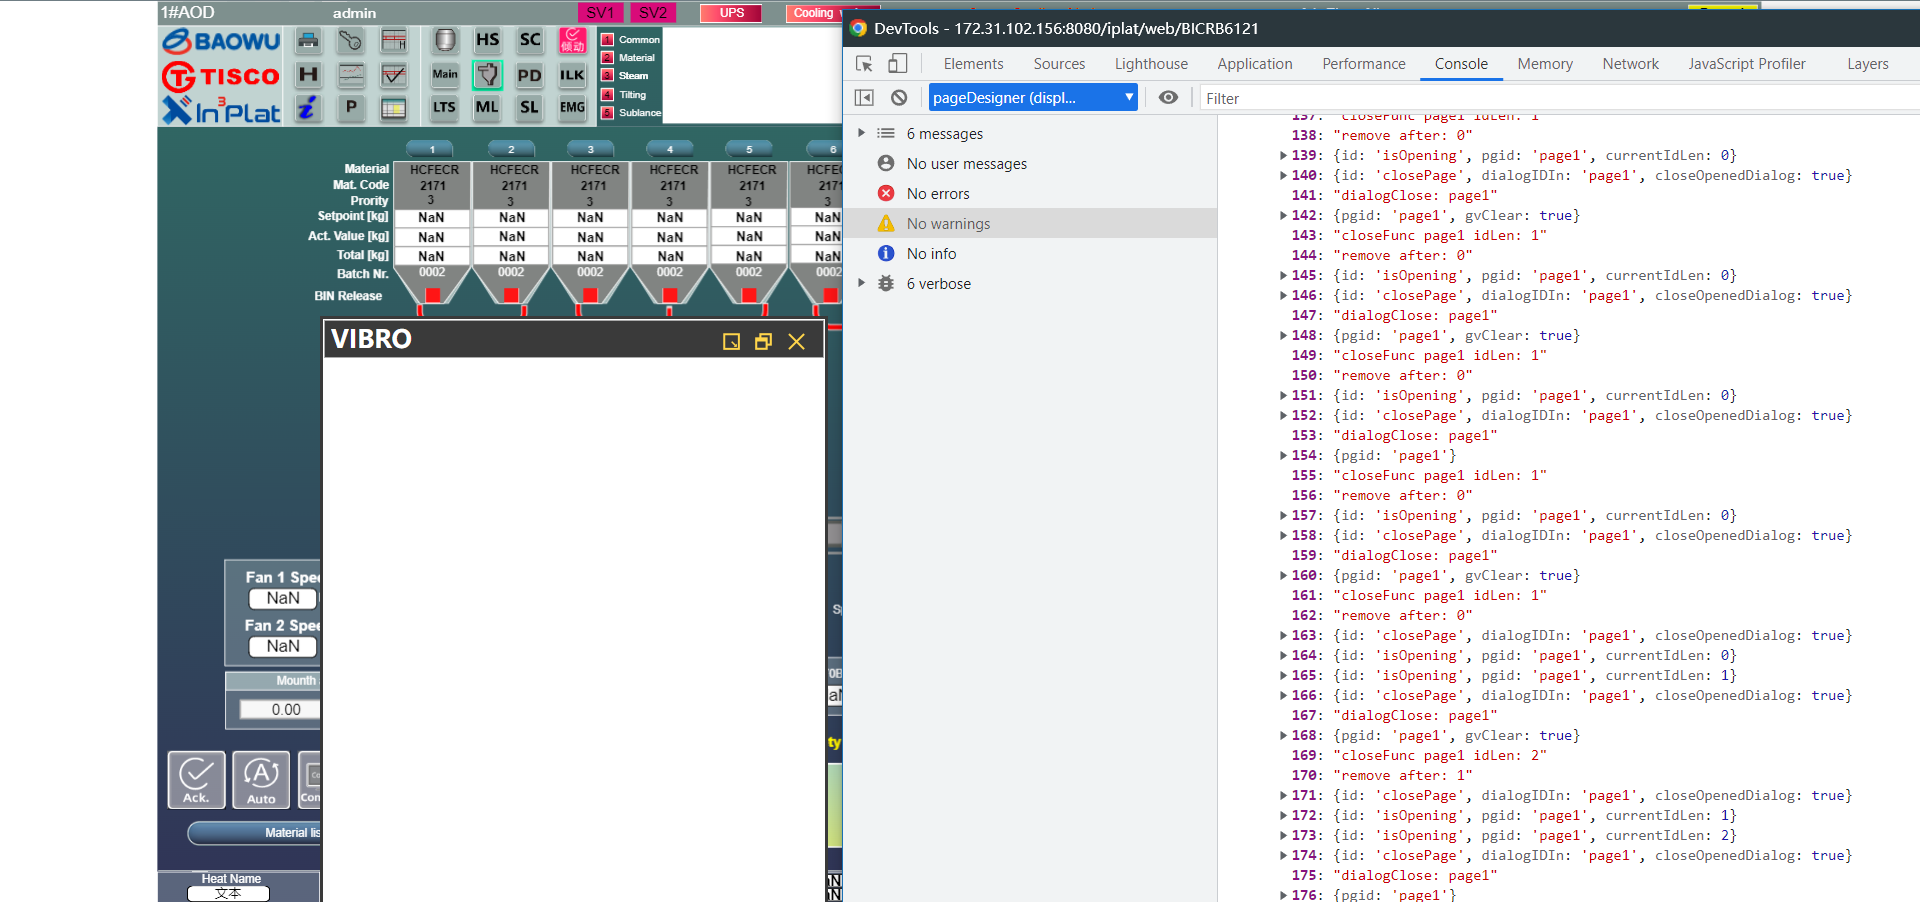 1#AOD
admin
SV1
SV2
UPS
Cooling
BAOWU
TISCO
In3Plat
HS
SC
倾动
H
Main
PD
ILK
i
P
LTS
ML
SL
EMG
1 Common
2 Material
3 Steam
4 Tilting
5 Sublance
1 2 3 4 5 6
Material HCFECR HCFECR HCFECR HCFECR HCFECR HCFE
Mat. Code 2171 2171 2171 2171 2171 217
Prority 3 3 3 3 3 3
Setpoint [kg] NaN NaN NaN NaN NaN NaN
Act. Value [kg] NaN NaN NaN NaN NaN NaN
Total [kg] NaN NaN NaN NaN NaN NaN
Batch Nr. 0002 0002 0002 0002 0002 0002
BIN Release
VIBRO
Fan 1 Spee
NaN
Fan 2 Spee
NaN
Mounth
0.00
Ack.
Auto
Con
Material lis
Heat Name
文本
ty
DevTools - 172.31.102.156:8080/iplat/web/BICRB6121
Elements Sources Lighthouse Application Performance Console Memory Network JavaScript Profiler Layers
pageDesigner (displ...
Filter
6 messages
No user messages
No errors
No warnings
No info
6 verbose
137: "closeFunc page1 idLen: 1"
138: "remove after: 0"
139: {id: 'isOpening', pgid: 'page1', currentIdLen: 0}
140: {id: 'closePage', dialogIDIn: 'page1', closeOpenedDialog: true}
141: "dialogClose: page1"
142: {pgid: 'page1', gvClear: true}
143: "closeFunc page1 idLen: 1"
144: "remove after: 0"
145: {id: 'isOpening', pgid: 'page1', currentIdLen: 0}
146: {id: 'closePage', dialogIDIn: 'page1', closeOpenedDialog: true}
147: "dialogClose: page1"
148: {pgid: 'page1', gvClear: true}
149: "closeFunc page1 idLen: 1"
150: "remove after: 0"
151: {id: 'isOpening', pgid: 'page1', currentIdLen: 0}
152: {id: 'closePage', dialogIDIn: 'page1', closeOpenedDialog: true}
153: "dialogClose: page1"
154: {pgid: 'page1'}
155: "closeFunc page1 idLen: 1"
156: "remove after: 0"
157: {id: 'isOpening', pgid: 'page1', currentIdLen: 0}
158: {id: 'closePage', dialogIDIn: 'page1', closeOpenedDialog: true}
159: "dialogClose: page1"
160: {pgid: 'page1', gvClear: true}
161: "closeFunc page1 idLen: 1"
162: "remove after: 0"
163: {id: 'closePage', dialogIDIn: 'page1', closeOpenedDialog: true}
164: {id: 'isOpening', pgid: 'page1', currentIdLen: 0}
165: {id: 'isOpening', pgid: 'page1', currentIdLen: 1}
166: {id: 'closePage', dialogIDIn: 'page1', closeOpenedDialog: true}
167: "dialogClose: page1"
168: {pgid: 'page1', gvClear: true}
169: "closeFunc page1 idLen: 2"
170: "remove after: 1"
171: {id: 'closePage', dialogIDIn: 'page1', closeOpenedDialog: true}
172: {id: 'isOpening', pgid: 'page1', currentIdLen: 1}
173: {id: 'isOpening', pgid: 'page1', currentIdLen: 2}
174: {id: 'closePage', dialogIDIn: 'page1', closeOpenedDialog: true}
175: "dialogClose: page1"
176: {pgid: 'page1'}